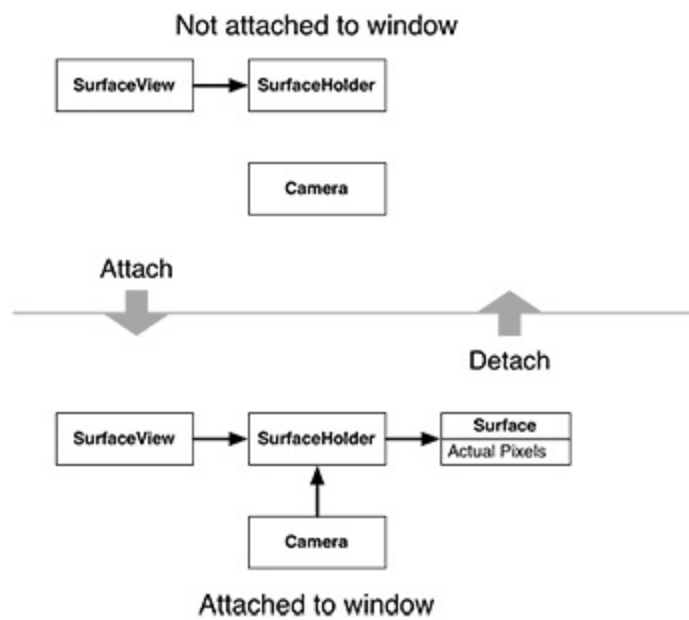 Not attached to window
SurfaceView
SurfaceHolder
Camera
Attach
Detach
SurfaceView
SurfaceHolder
Surface
Actual Pixels
Camera
Attached to window